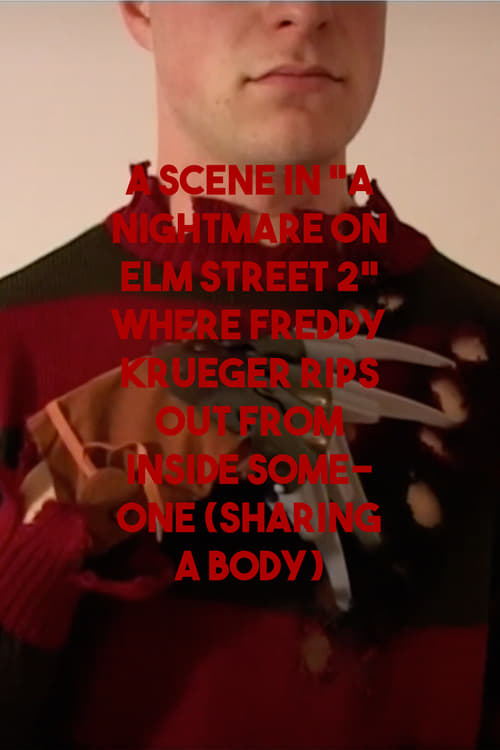 A SCENE IN "A
NIGHTMARE ON
ELM STREET 2"
WHERE FREDDY
KRUEGER RIPS
OUT FROM
INSIDE SOME-
ONE (SHARING
A BODY)